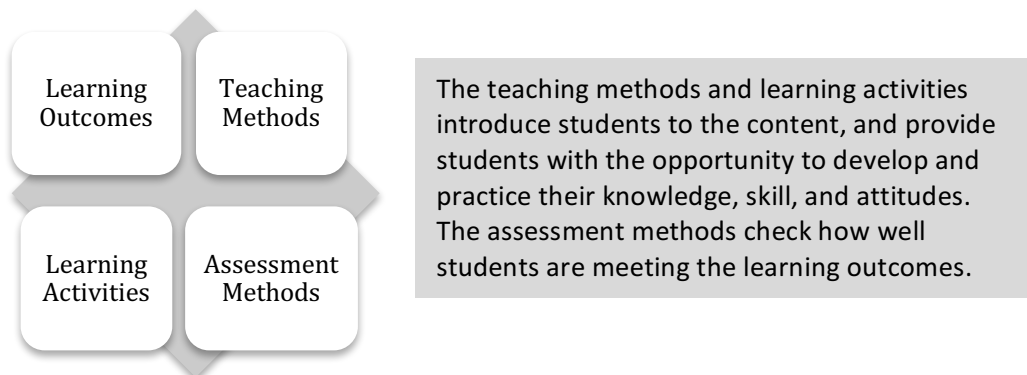 Learning
Outcomes
Teaching
Methods
Learning
Activities
Assessment
Methods
The teaching methods and learning activities
introduce students to the content, and provide
students with the opportunity to develop and
practice their knowledge, skill, and attitudes.
The assessment methods check how well
students are meeting the learning outcomes.